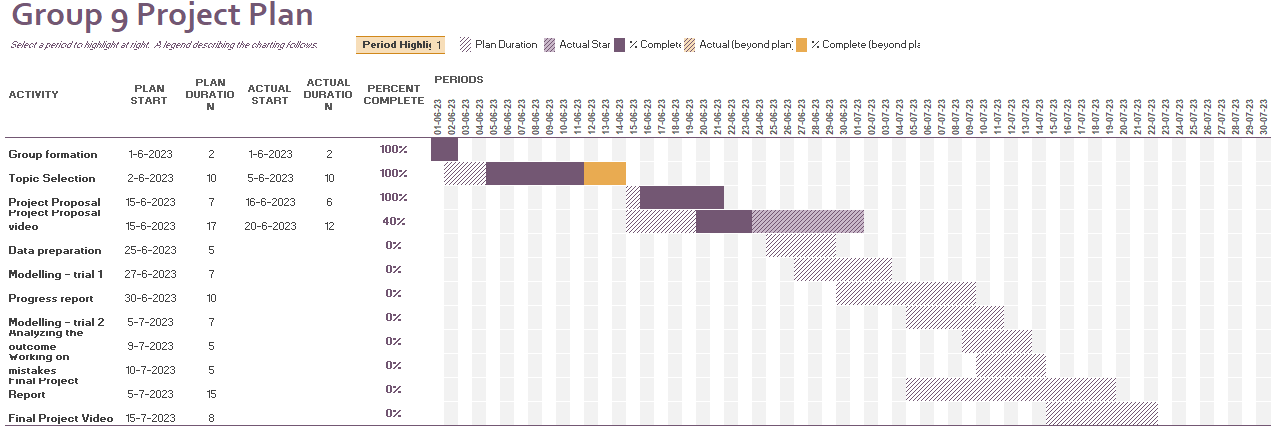 Group 9 Project Plan
Select a period to highlight at right. A legend describing the charting follows.
Period Highlig 1
Plan Duration
Actual Star
% Complete
Actual (beyond plan)
% Complete (beyond pla
ACTIVITY
PLAN
START
PLAN
DURATIO
N
ACTUAL
START
ACTUAL
DURATIO
N
PERCENT
COMPLETE
PERIODS
01-06-23 02-06-23 03-06-23 04-06-23 05-06-23 06-06-23 07-06-23 08-06-23 09-06-23 10-06-23 11-06-23 12-06-23 13-06-23 14-06-23 15-06-23 16-06-23 17-06-23 18-06-23 19-06-23 20-06-23 21-06-23 22-06-23 23-06-23 24-06-23 25-06-23 26-06-23 27-06-23 28-06-23 29-06-23 30-06-23 01-07-23 02-07-23 03-07-23 04-07-23 05-07-23 06-07-23 07-07-23 08-07-23 09-07-23 10-07-23 11-07-23 12-07-23 13-07-23 14-07-23 15-07-23 16-07-23 17-07-23 18-07-23 19-07-23 20-07-23 21-07-23 22-07-23 23-07-23 24-07-23 25-07-23 26-07-23 27-07-23 28-07-23 29-07-23 30-07-23
Group formation 1-6-2023 2 1-6-2023 2 100%
Topic Selection 2-6-2023 10 5-6-2023 10 100%
Project Proposal 15-6-2023 7 16-6-2023 6 100%
Project Proposal
video 15-6-2023 17 20-6-2023 12 40%
Data preparation 25-6-2023 5 0%
Modelling - trial 1 27-6-2023 7 0%
Progress report 30-6-2023 10 0%
Modelling - trial 2 5-7-2023 7 0%
Analyzing the
outcome 9-7-2023 5 0%
Working on
mistakes 10-7-2023 5 0%
Final Project
Report 5-7-2023 15 0%
Final Project Video 15-7-2023 8 0%